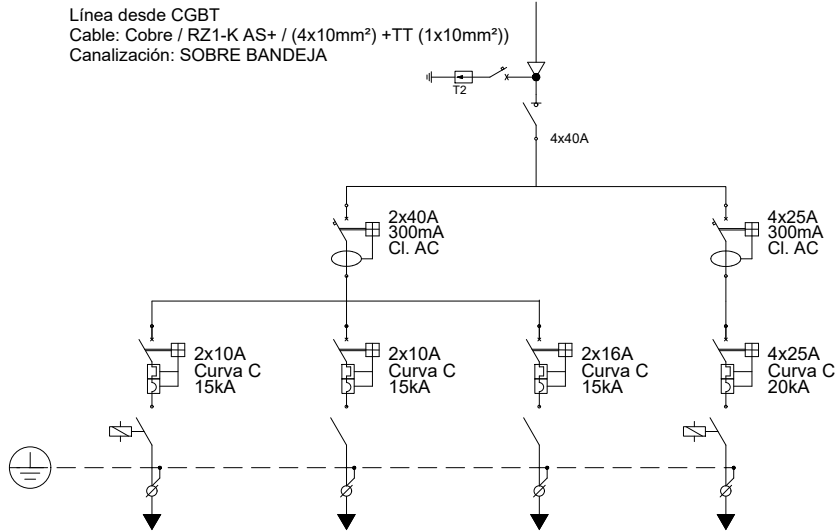 Línea desde CGBT
Cable: Cobre / RZ1-K AS+ / (4x10mm²) +TT (1x10mm²))
Canalización: SOBRE BANDEJA
T2
4x40A
2x40A
300mA
Cl. AC
4x25A
300mA
Cl. AC
2x10A
Curva C
15kA
2x10A
Curva C
15kA
2x16A
Curva C
15kA
4x25A
Curva C
20kA